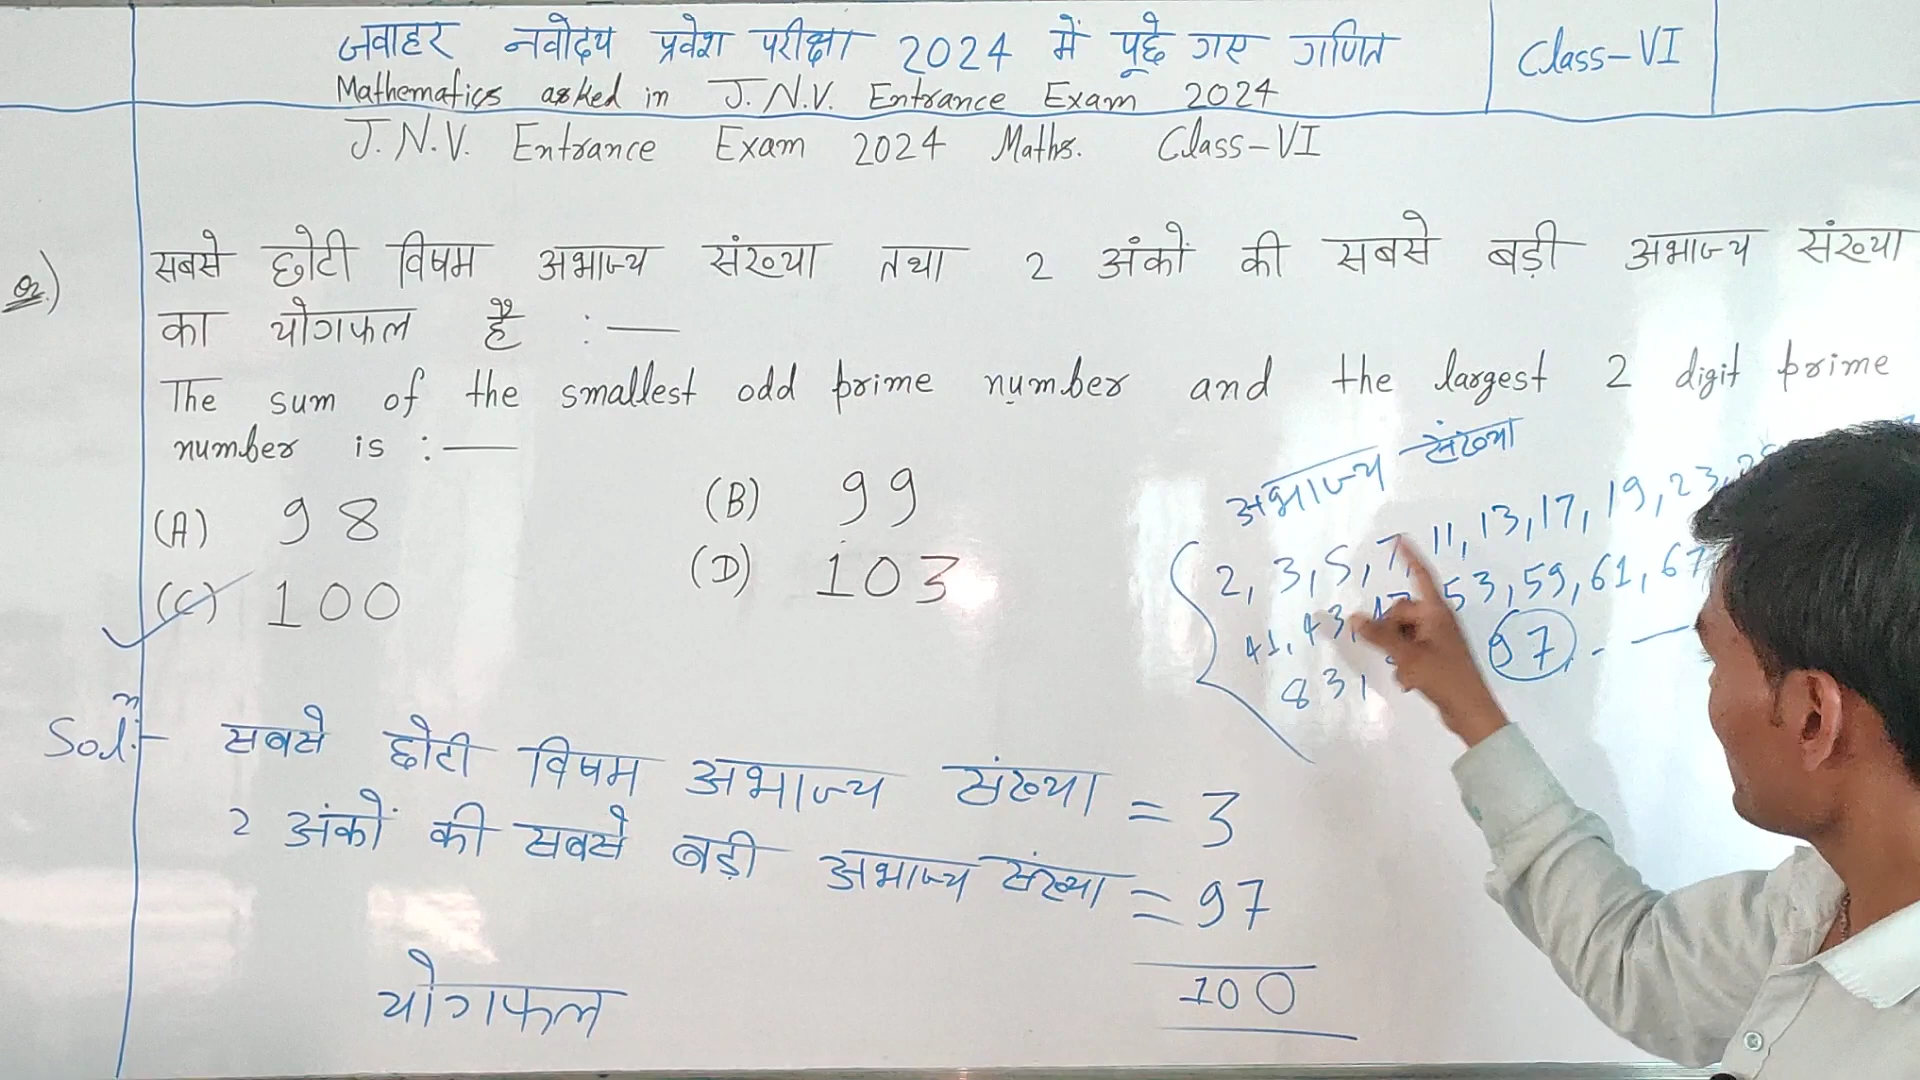 जवाहर नवोदय प्रवेश परीक्षा 2024 में पूछे गए गणित
Class-VI
Mathematics asked in J.N.V. Entrance Exam 2024
J.N.V. Entrance Exam 2024 Maths. Class-VI
Q.) सबसे छोटी विषम अभाज्य संख्या तथा 2 अंकों की सबसे बड़ी अभाज्य संख्या
का योगफल है :—
The sum of the smallest odd prime number and the largest 2 digit prime
number is :—
(A) 98
(B) 99
(C) 100
(D) 103
अभाज्य संख्या
2, 3, 5, 7, 11, 13, 17, 19, 23,
41, 43, 53, 59, 61, 67
83, 97, - —
Solⁿ:- सबसे छोटी विषम अभाज्य संख्या = 3
2 अंकों की सबसे बड़ी अभाज्य संख्या = 97
योगफल 100